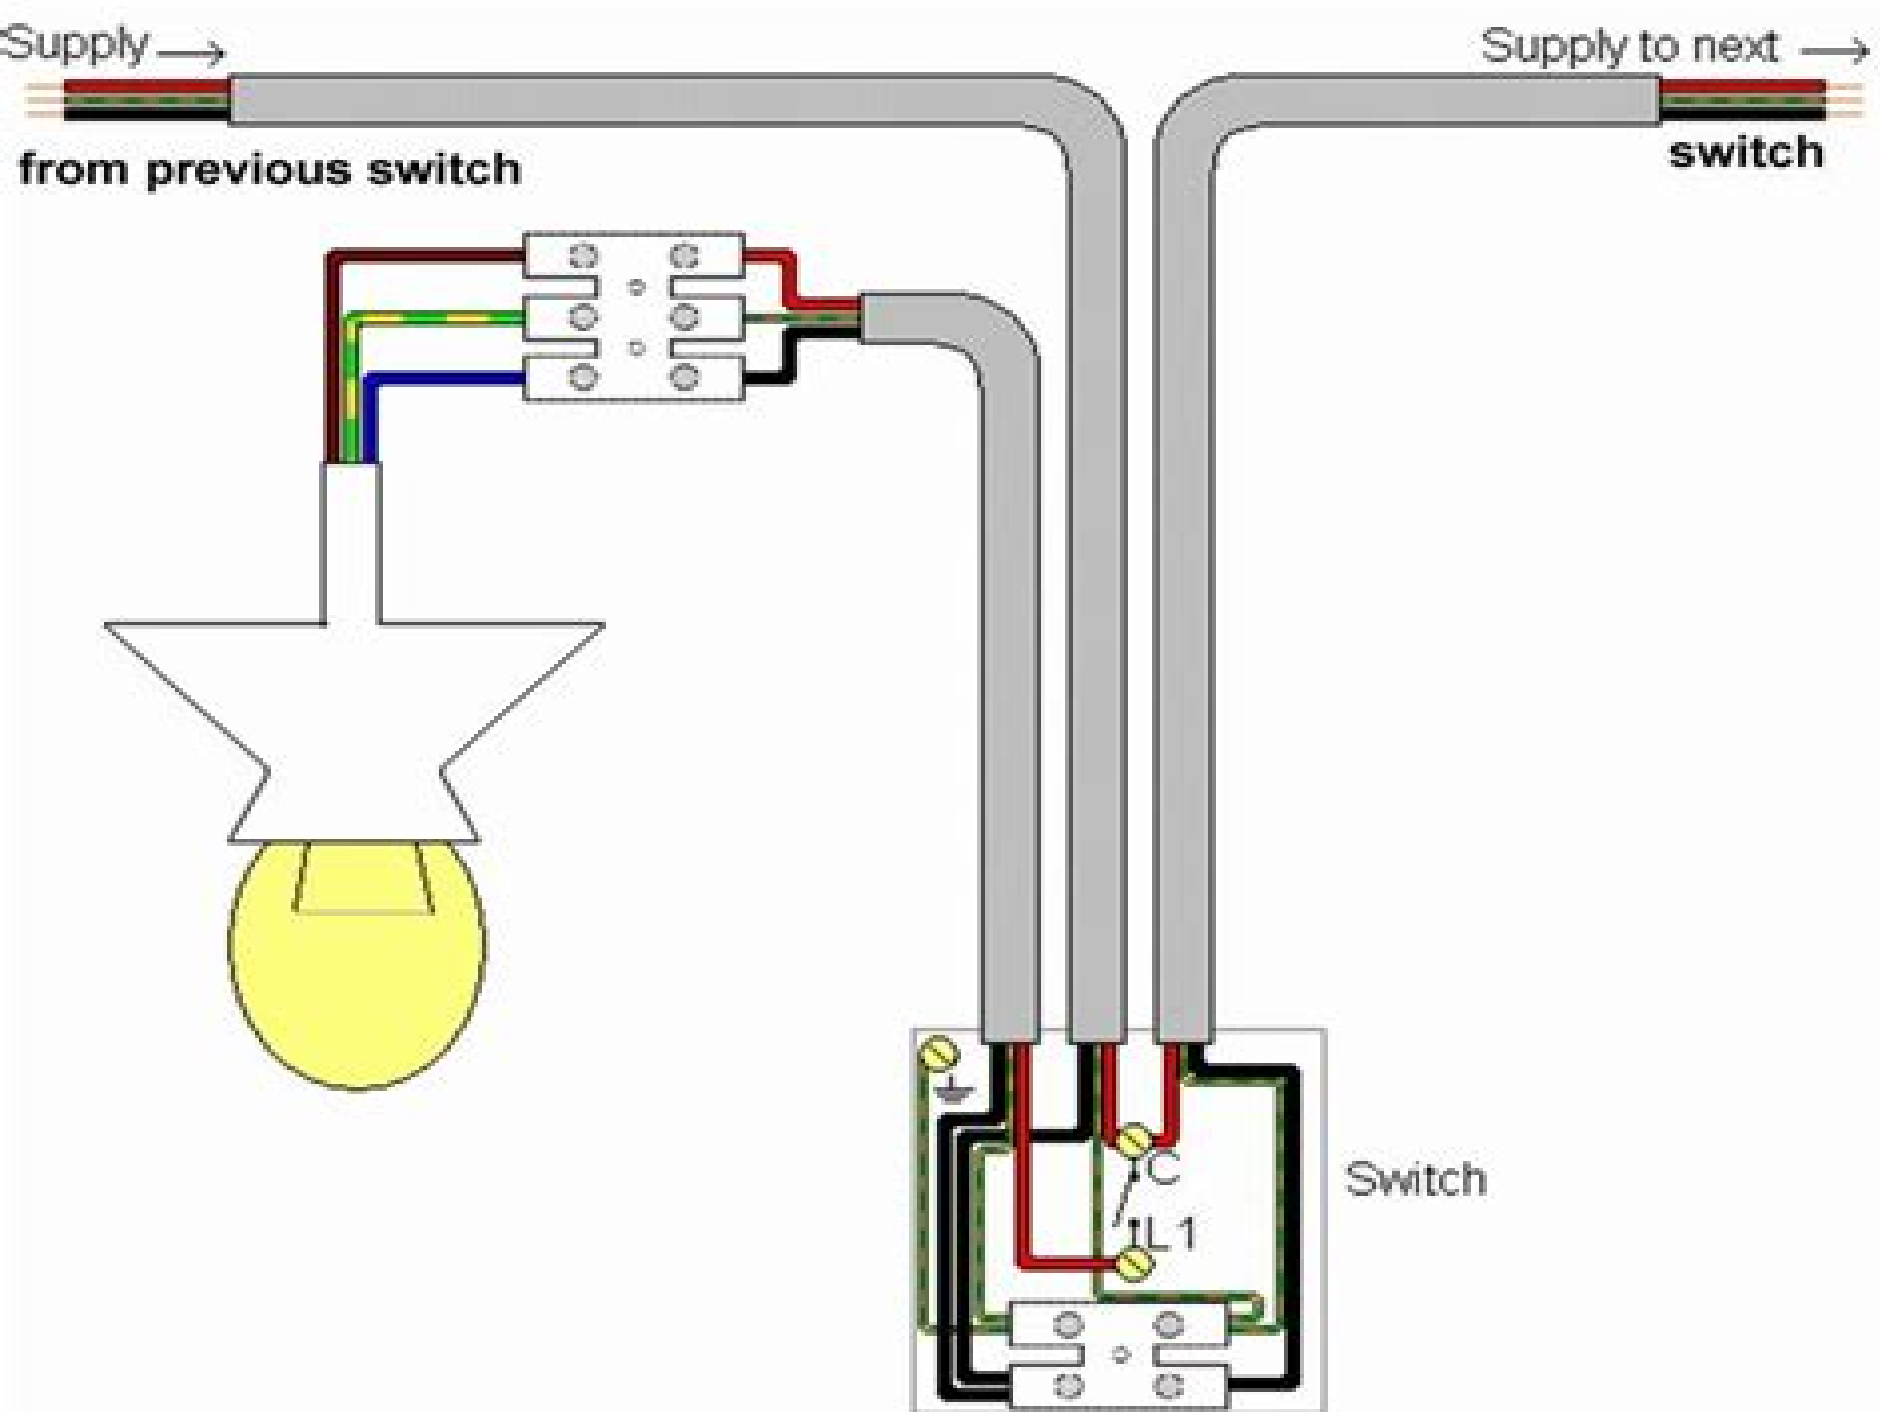 Supply
Supply to next
from previous switch
switch
C
L1
Switch